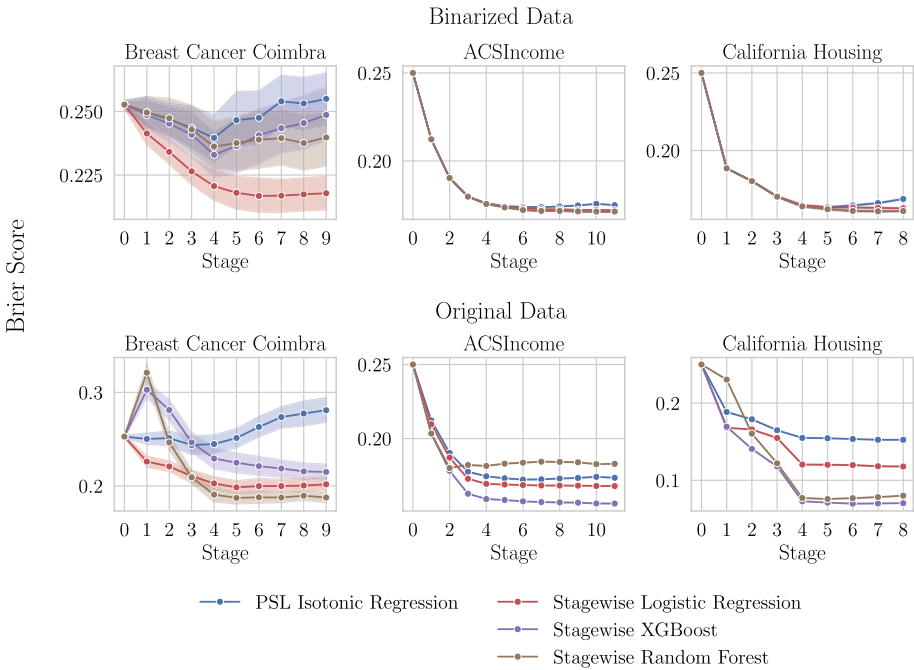 Binarized Data
Breast Cancer Coimbra
ACSIncome
California Housing
0.250
0.225
0.25
0.20
0.25
0.20
0 1 2 3 4 5 6 7 8 9
0 2 4 6 8 10
0 1 2 3 4 5 6 7 8
Stage
Stage
Stage
Brier Score
Original Data
Breast Cancer Coimbra
ACSIncome
California Housing
0.3
0.2
0.25
0.20
0.2
0.1
0 1 2 3 4 5 6 7 8 9
0 2 4 6 8 10
0 1 2 3 4 5 6 7 8
Stage
Stage
Stage
PSL Isotonic Regression
Stagewise Logistic Regression
Stagewise XGBoost
Stagewise Random Forest